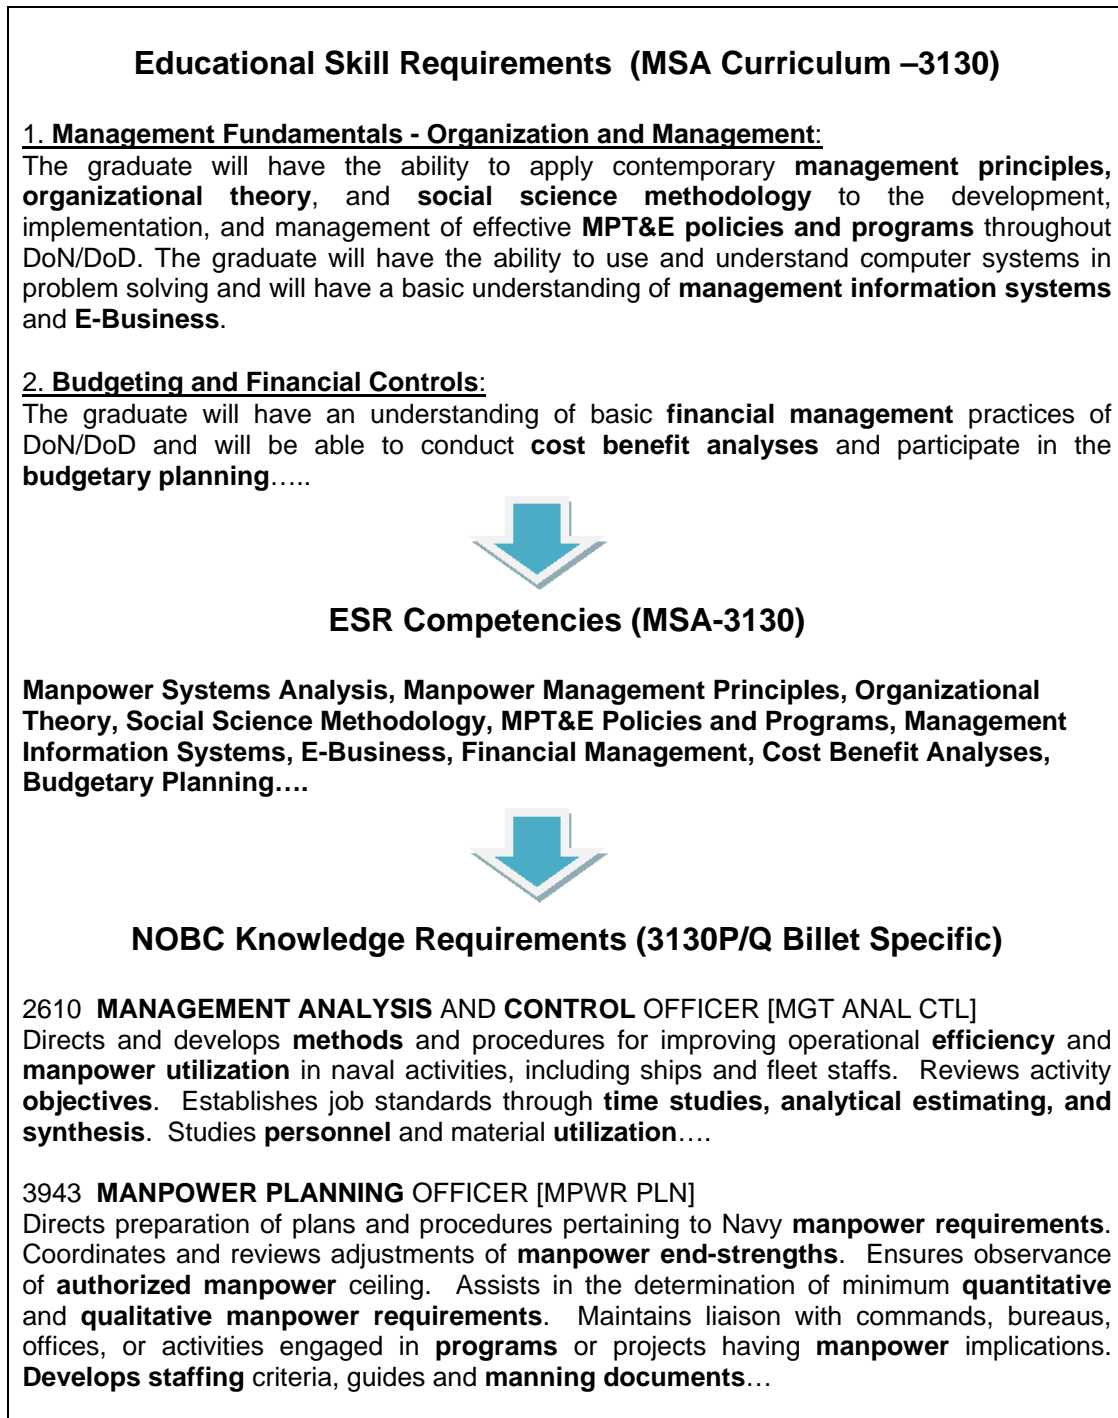 Educational Skill Requirements (MSA Curriculum –3130)
1. Management Fundamentals - Organization and Management:
The graduate will have the ability to apply contemporary management principles,
organizational theory, and social science methodology to the development,
implementation, and management of effective MPT&E policies and programs throughout
DoN/DoD. The graduate will have the ability to use and understand computer systems in
problem solving and will have a basic understanding of management information systems
and E-Business.
2. Budgeting and Financial Controls:
The graduate will have an understanding of basic financial management practices of
DoN/DoD and will be able to conduct cost benefit analyses and participate in the
budgetary planning…..
ESR Competencies (MSA-3130)
Manpower Systems Analysis, Manpower Management Principles, Organizational
Theory, Social Science Methodology, MPT&E Policies and Programs, Management
Information Systems, E-Business, Financial Management, Cost Benefit Analyses,
Budgetary Planning….
NOBC Knowledge Requirements (3130P/Q Billet Specific)
2610 MANAGEMENT ANALYSIS AND CONTROL OFFICER [MGT ANAL CTL]
Directs and develops methods and procedures for improving operational efficiency and
manpower utilization in naval activities, including ships and fleet staffs. Reviews activity
objectives. Establishes job standards through time studies, analytical estimating, and
synthesis. Studies personnel and material utilization….
3943 MANPOWER PLANNING OFFICER [MPWR PLN]
Directs preparation of plans and procedures pertaining to Navy manpower requirements.
Coordinates and reviews adjustments of manpower end-strengths. Ensures observance
of authorized manpower ceiling. Assists in the determination of minimum quantitative
and qualitative manpower requirements. Maintains liaison with commands, bureaus,
offices, or activities engaged in programs or projects having manpower implications.
Develops staffing criteria, guides and manning documents…